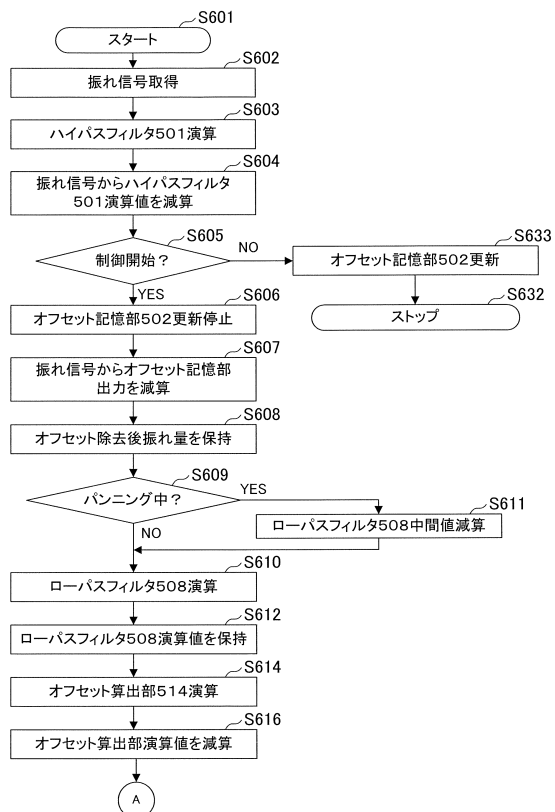 S601
スタート
S602
振れ信号取得
S603
ハイパスフィルタ501演算
S604
振れ信号からハイパスフィルタ
501演算値を減算
S605
制御開始?
NO
YES
S633
オフセット記憶部502更新
S632
ストップ
S606
オフセット記憶部502更新停止
S607
振れ信号からオフセット記憶部
出力を減算
S608
オフセット除去後振れ量を保持
S609
パンニング中?
YES
NO
S611
ローパスフィルタ508中間値減算
S610
ローパスフィルタ508演算
S612
ローパスフィルタ508演算値を保持
S614
オフセット算出部514演算
S616
オフセット算出部演算値を減算
A